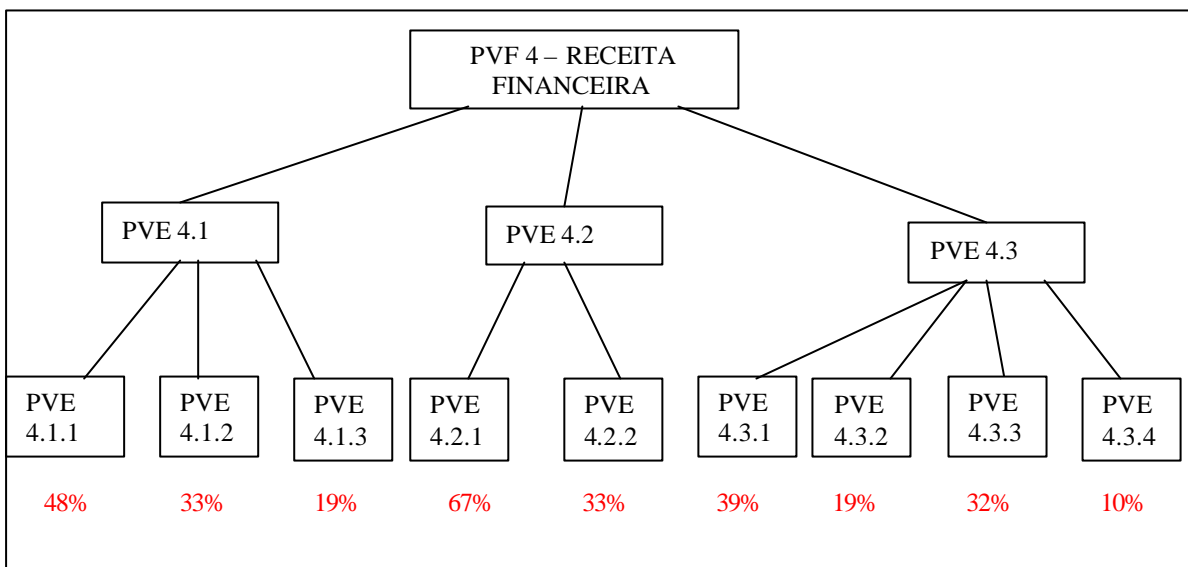 PVF 4 – RECEITA
FINANCEIRA
PVE 4.1
PVE 4.2
PVE 4.3
PVE
4.1.1
PVE
4.1.2
PVE
4.1.3
PVE
4.2.1
PVE
4.2.2
PVE
4.3.1
PVE
4.3.2
PVE
4.3.3
PVE
4.3.4
48% 33% 19% 67% 33% 39% 19% 32% 10%